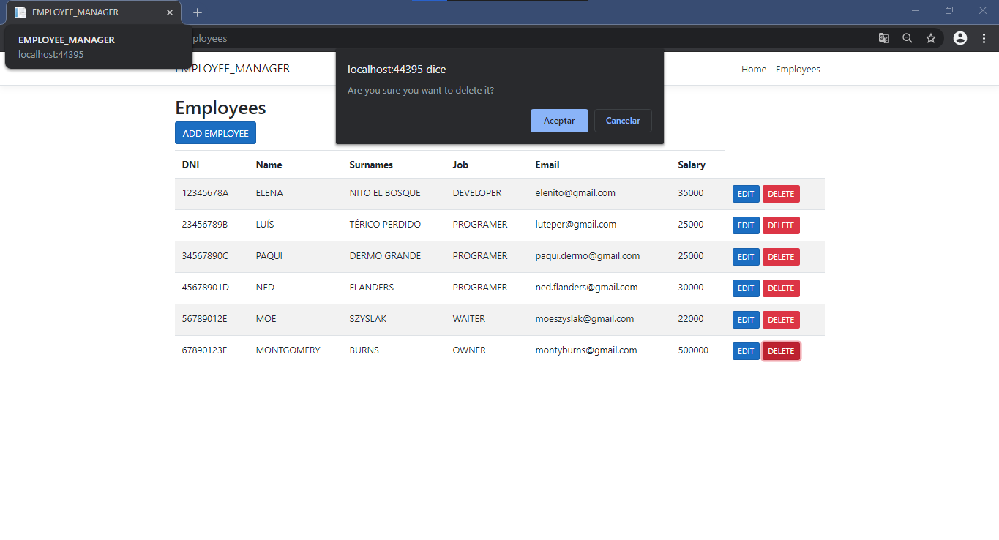 EMPLOYEE_MANAGER
EMPLOYEE_MANAGER
localhost:44395
ployees
EMPLOYEE_MANAGER
Home Employees
localhost:44395 dice
Are you sure you want to delete it?
Aceptar Cancelar
Employees
ADD EMPLOYEE
DNI Name Surnames Job Email Salary
12345678A ELENA NITO EL BOSQUE DEVELOPER elenito@gmail.com 35000 EDIT DELETE
23456789B LUÍS TÉRICO PERDIDO PROGRAMER luteper@gmail.com 25000 EDIT DELETE
34567890C PAQUI DERMO GRANDE PROGRAMER paqui.dermo@gmail.com 25000 EDIT DELETE
45678901D NED FLANDERS PROGRAMER ned.flanders@gmail.com 30000 EDIT DELETE
56789012E MOE SZYSLAK WAITER moeszyslak@gmail.com 22000 EDIT DELETE
67890123F MONTGOMERY BURNS OWNER montyburns@gmail.com 500000 EDIT DELETE